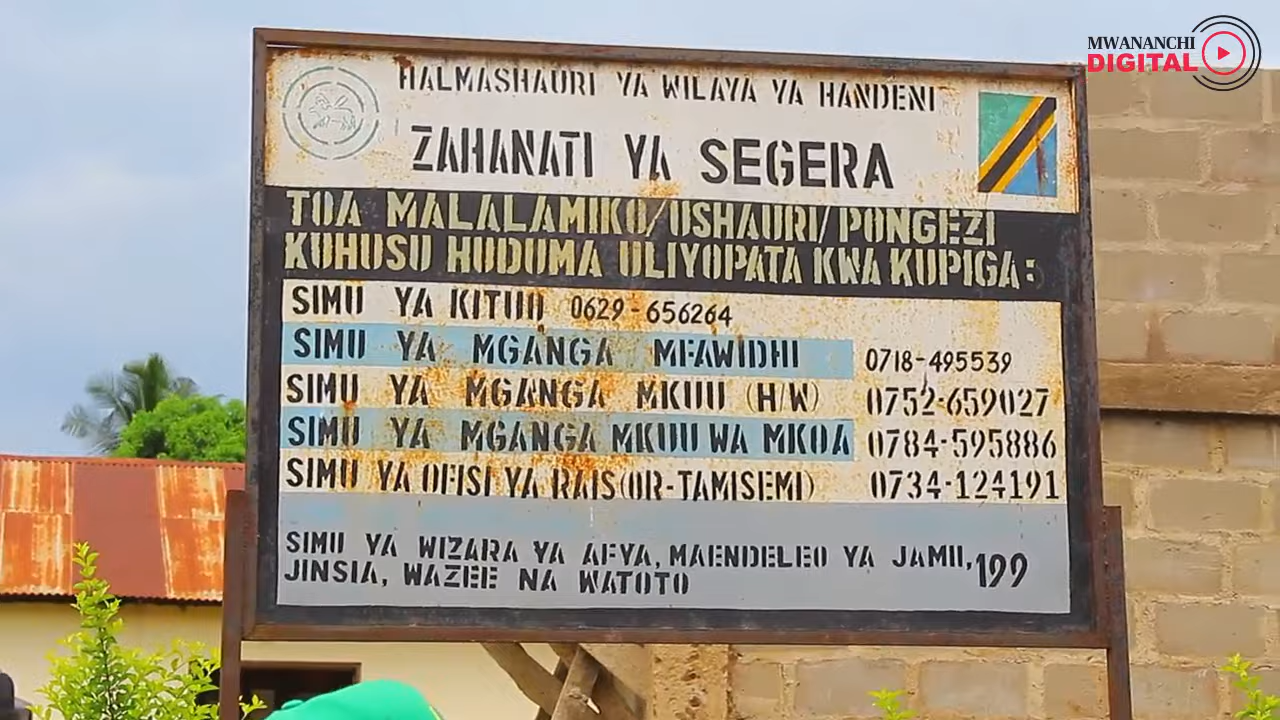 MWANANCHI
DIGITAL
HALMASHAURI YA WILAYA YA HANDENI
ZAHANATI YA SEGERA
TOA MALALAMIKO/USHAURI/PONGEZI
KUHUSU HUDUMA ULIYOPATA KWA KUPIGA:
SIMU YA KITUO 0629-656264
SIMU YA MGANGA MFAWIDHI 0718-495539
SIMU YA MGANGA MKUU (H/W) 0752-659027
SIMU YA MGANGA MKUU WA MKOA 0784-595886
SIMU YA OFISI YA RAIS(OR-TAMISEMI) 0734-124191
SIMU YA WIZARA YA AFYA, MAENDELEO YA JAMII, 199
JINSIA, WAZEE NA WATOTO